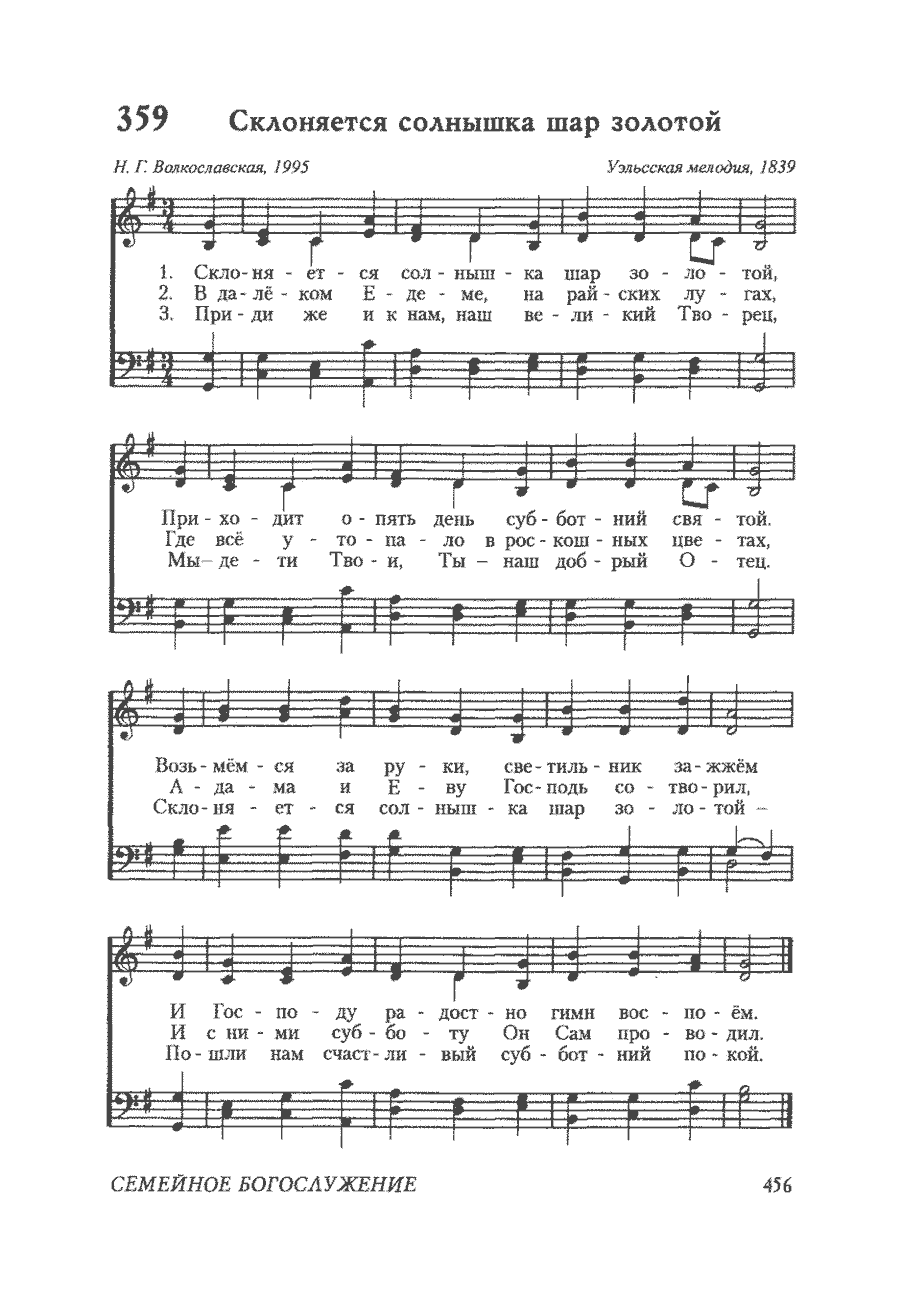 359 Склоняется солнышка шар золотой
Н. Г. Волкославская, 1995 Уэльсская мелодия, 1839
1. Скло - ня - ет - ся сол - ныш - ка шар зо - ло - той,
2. В да - лё - ком Е - де - ме, на рай - ских лу - гах,
3. При - ди же и к нам, наш ве - ли - кий Тво - рец,
При - хо - дит о - пять день суб - бот - ний свя - той.
Где всё у - то - па - ло в рос - кош - ных цве - тах,
Мы – де - ти Тво - и, Ты – наш доб - рый О - тец.
Возь - мём - ся за ру - ки, све - тиль - ник за - жжём
А - да - ма и Е - ву Гос - подь со - тво - рил,
Скло - ня - ет - ся сол - ныш - ка шар зо - ло - той –
И Гос - по - ду ра - дост - но гимн вос - по - ём.
И с ни - ми суб - бо - ту Он Сам про - во - дил.
По - шли нам счаст - ли - вый суб - бот - ний по - кой.
СЕМЕЙНОЕ БОГОСЛУЖЕНИЕ 456